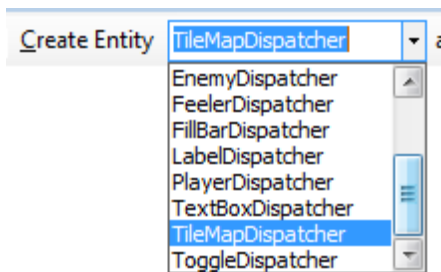 Create Entity TileMapDispatcher a
EnemyDispatcher
FeelerDispatcher
FillBarDispatcher
LabelDispatcher
PlayerDispatcher
TextBoxDispatcher
TileMapDispatcher
ToggleDispatcher